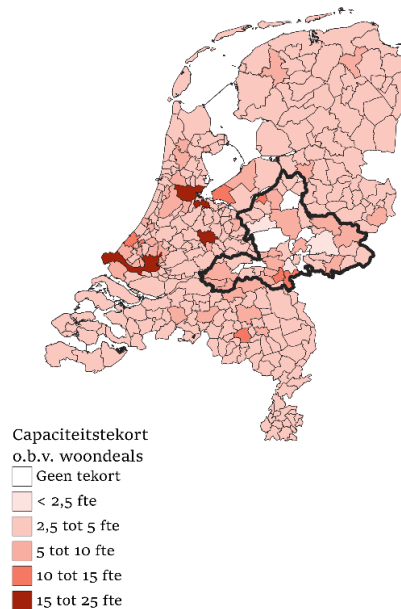 Capaciteitstekort
o.b.v. woondeals
Geen tekort
< 2,5 fte
2,5 tot 5 fte
5 tot 10 fte
10 tot 15 fte
15 tot 25 fte